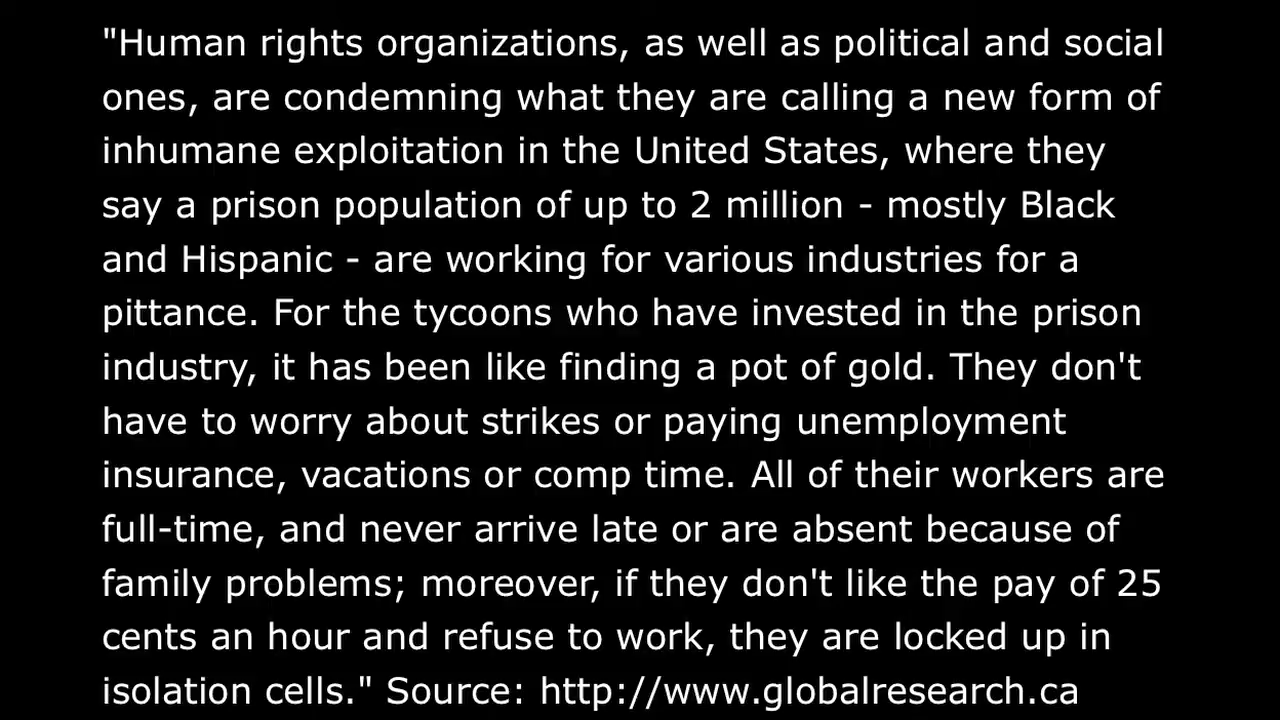 "Human rights organizations, as well as political and social
ones, are condemning what they are calling a new form of
inhumane exploitation in the United States, where they
say a prison population of up to 2 million - mostly Black
and Hispanic - are working for various industries for a
pittance. For the tycoons who have invested in the prison
industry, it has been like finding a pot of gold. They don't
have to worry about strikes or paying unemployment
insurance, vacations or comp time. All of their workers are
full-time, and never arrive late or are absent because of
family problems; moreover, if they don't like the pay of 25
cents an hour and refuse to work, they are locked up in
isolation cells." Source: http://www.globalresearch.ca